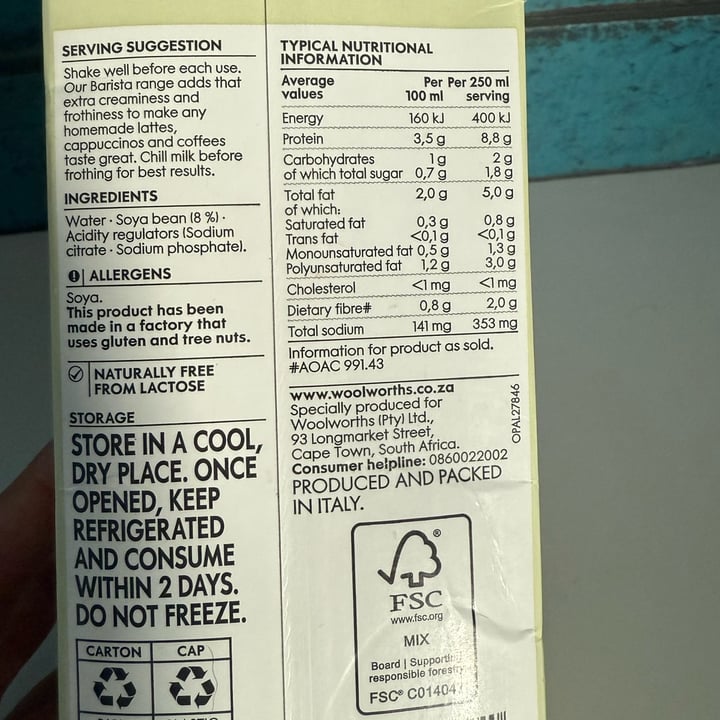 SERVING SUGGESTION
Shake well before each use.
Our Barista range adds that
extra creaminess and
frothiness to make any
homemade lattes,
cappuccinos and coffees
taste great. Chill milk before
frothing for best results.
INGREDIENTS
Water · Soya bean (8 %) ·
Acidity regulators (Sodium
citrate · Sodium phosphate).
ALLERGENS
Soya.
This product has been
made in a factory that
uses gluten and tree nuts.
NATURALLY FREE
FROM LACTOSE
STORAGE
STORE IN A COOL,
DRY PLACE. ONCE
OPENED, KEEP
REFRIGERATED
AND CONSUME
WITHIN 2 DAYS.
DO NOT FREEZE.
CARTON CAP
TYPICAL NUTRITIONAL
INFORMATION
Average Per Per 250 ml
values 100 ml serving
Energy 160 kJ 400 kJ
Protein 3,5 g 8,8 g
Carbohydrates 1 g 2 g
of which total sugar 0,7 g 1,8 g
Total fat 2,0 g 5,0 g
of which:
Saturated fat 0,3 g 0,8 g
Trans fat <0,1 g <0,1 g
Monounsaturated fat 0,5 g 1,3 g
Polyunsaturated fat 1,2 g 3,0 g
Cholesterol <1 mg <1 mg
Dietary fibre# 0,8 g 2,0 g
Total sodium 141 mg 353 mg
Information for product as sold.
#AOAC 991.43
www.woolworths.co.za
Specially produced for
Woolworths (Pty) Ltd.,
93 Longmarket Street,
Cape Town, South Africa.
Consumer helpline: 0860022002
PRODUCED AND PACKED
IN ITALY.
OPAL27846
®
FSC
www.fsc.org
MIX
Board | Supporting
responsible forestry
FSC® C01404